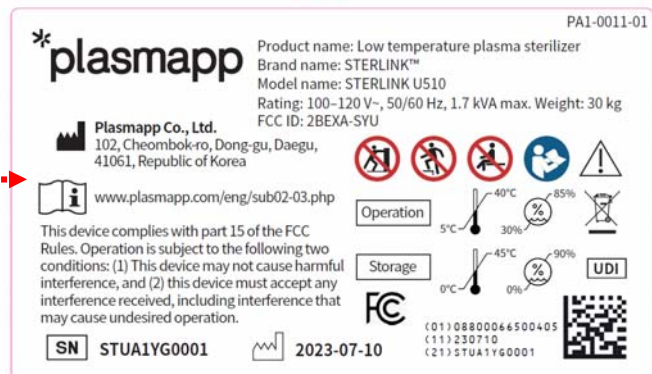 PA1-0011-01
*plasmapp
Product name: Low temperature plasma sterilizer
Brand name: STERLINK™
Model name: STERLINK U510
Rating: 100–120 V~, 50/60 Hz, 1.7 kVA max. Weight: 30 kg
FCC ID: 2BEXA-SYU
Plasmapp Co., Ltd.
102, Cheombok-ro, Dong-gu, Daegu,
41061, Republic of Korea
i www.plasmapp.com/eng/sub02-03.php
This device complies with part 15 of the FCC
Rules. Operation is subject to the following two
conditions: (1) This device may not cause harmful
interference, and (2) this device must accept any
interference received, including interference that
may cause undesired operation.
SN STUA1YG0001
2023-07-10
Operation 5°C 40°C 30% % 85%
Storage 0°C 45°C 0% % 90%
UDI
FC
(01)08800066500405
(11)230710
(21)STUA1YG0001